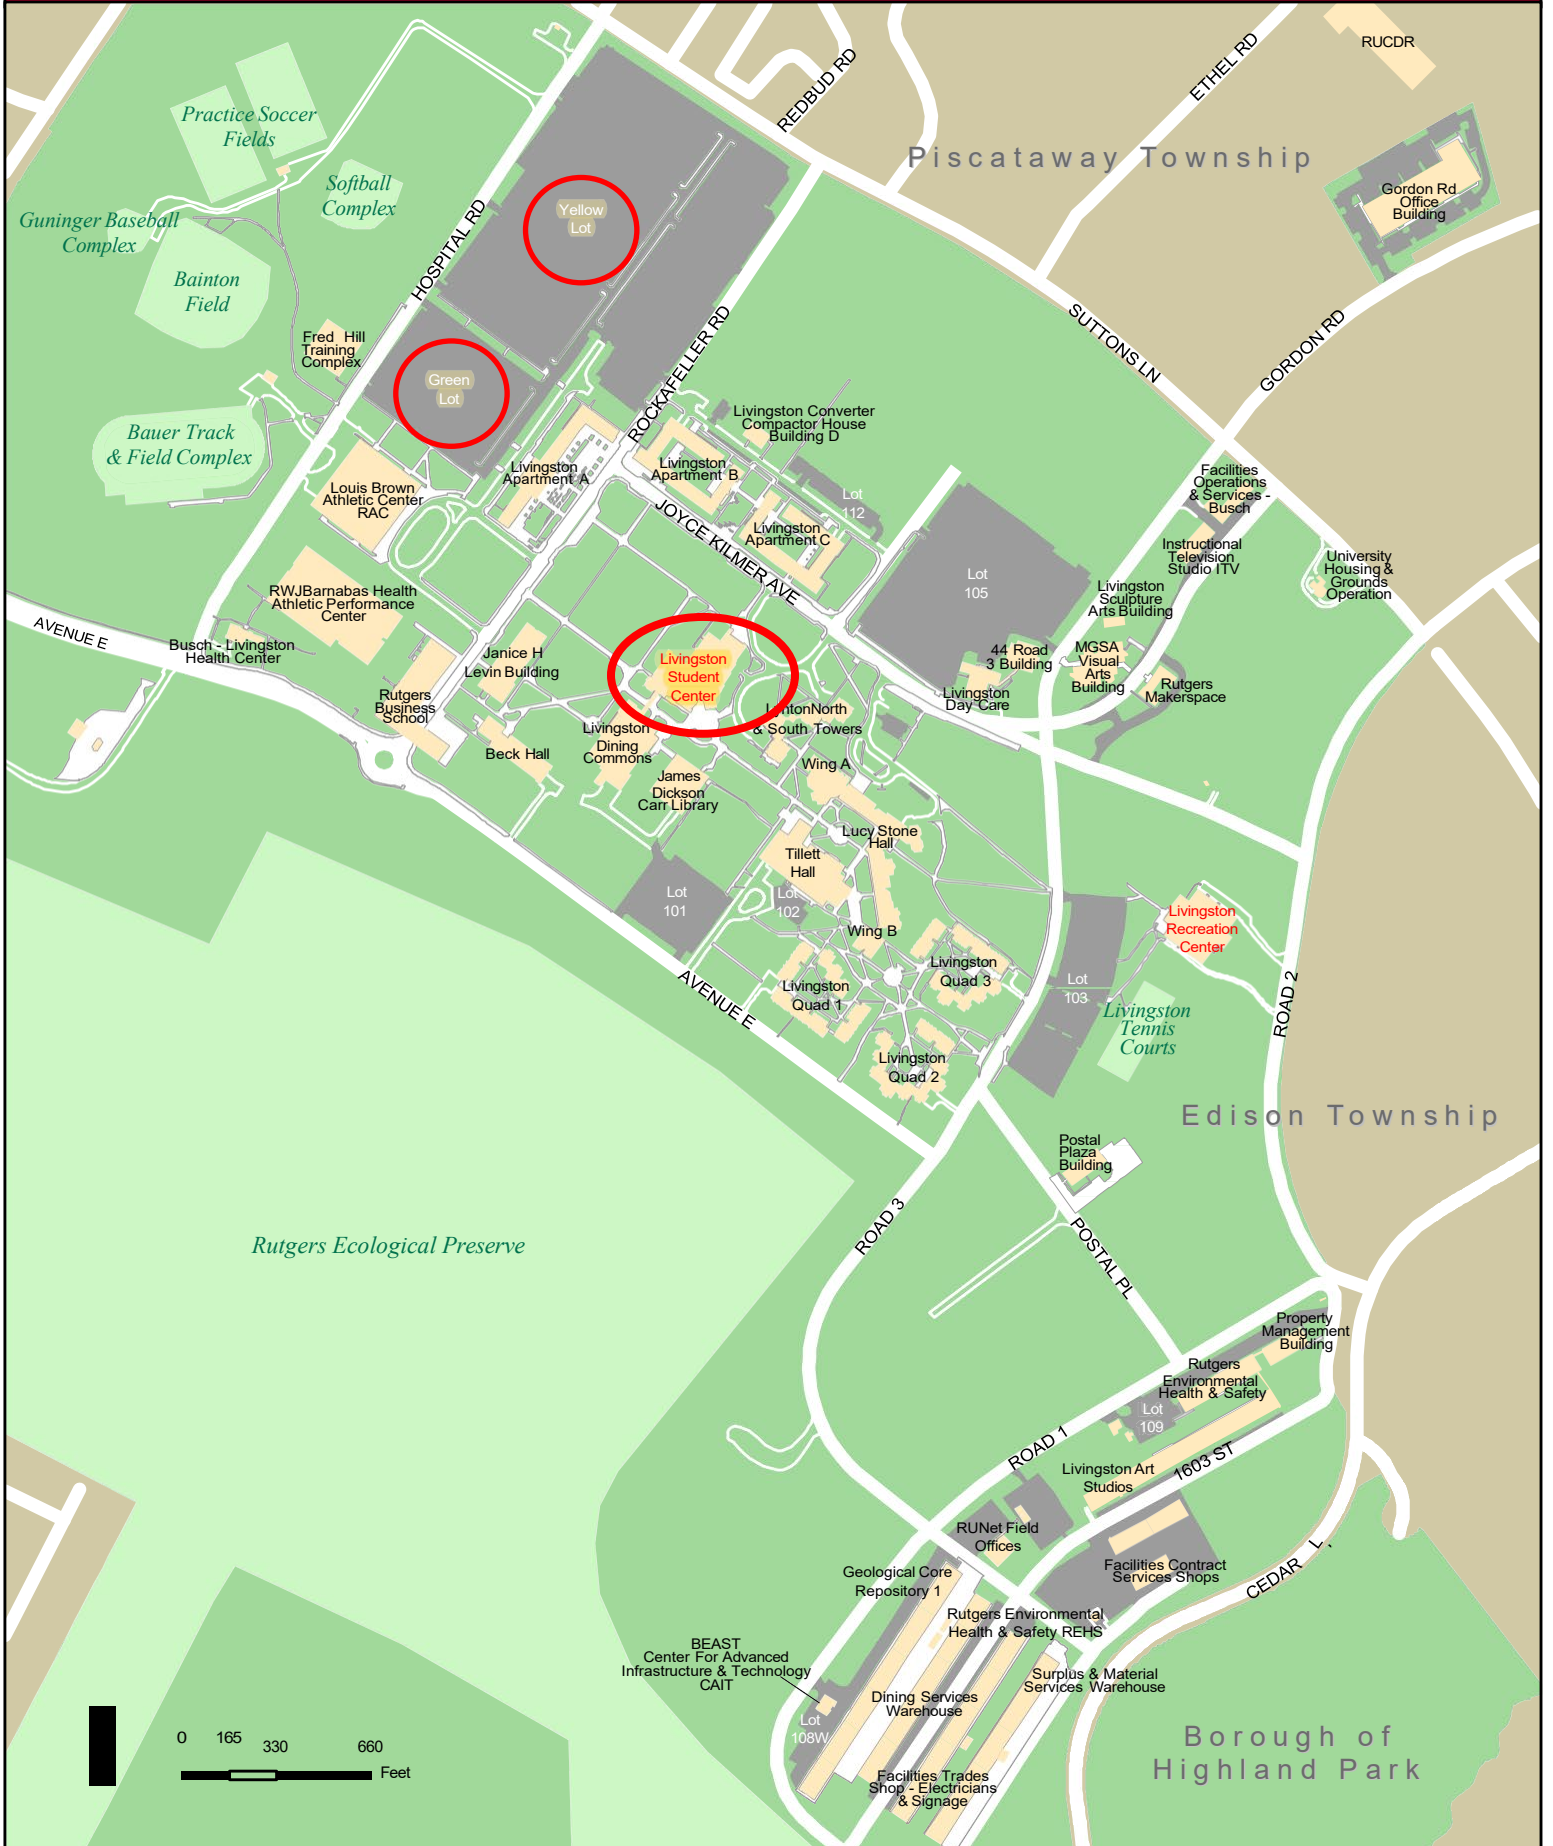 RUCDR
REDBUD RD
ETHEL RD
Piscataway Township
Practice Soccer
Fields
Softball
Complex
Guninger Baseball
Complex
Bainton
Field
HOSPITAL RD
Yellow
Lot
Gordon Rd
Office
Building
Fred Hill
Training
Complex
Green
Lot
ROCKAFELLER RD
SUTTONS LN
GORDON RD
Bauer Track
& Field Complex
Livingston Converter
Compactor House
Building D
Louis Brown
Athletic Center
RAC
Livingston
Apartment A
Livingston
Apartment B
Lot
112
Livingston
Apartment C
JOYCE KILMER AVE
Facilities
Operations
& Services -
Busch
Instructional
Television
Studio ITV
University
Housing &
Grounds
Operation
Lot
105
Livingston
Sculpture
Arts Building
RWJBarnabas Health
Athletic Performance
Center
AVENUE E
Busch - Livingston
Health Center
Janice H
Levin Building
Livingston
Student
Center
44 Road
3 Building
MGSA
Visual
Arts
Building
Rutgers
Makerspace
Livingston
Day Care
Rutgers
Business
School
LyntonNorth
& South Towers
Beck Hall
Livingston
Dining
Commons
Wing A
James
Dickson
Carr Library
Lucy Stone
Hall
Tillett
Hall
Lot
101
Lot
102
Wing B
Livingston
Recreation
Center
Livingston
Quad 3
Lot
103
Livingston
Quad 1
AVENUE E
Livingston
Tennis
Courts
ROAD 2
Livingston
Quad 2
Edison Township
Postal
Plaza
Building
ROAD 3
POSTAL PL
Rutgers Ecological Preserve
Property
Management
Building
Rutgers
Environmental
Health & Safety
Lot
109
ROAD 1
1603 ST
Livingston Art
Studios
RUNet Field
Offices
Facilities Contract
Services Shops
CEDAR L
Geological Core
Repository 1
Rutgers Environmental
Health & Safety REHS
BEAST
Center For Advanced
Infrastructure & Technology
CAIT
Surplus & Material
Services Warehouse
Dining Services
Warehouse
Lot
108W
Facilities Trades
Shop - Electricians
& Signage
Borough of
Highland Park
0 165 330 660
Feet